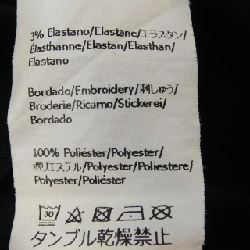 3% Elastano/Elastane/エラスタン/
Elasthanne/Elastan/Elasthan/
Elastano
Bordado/Embroidery/刺しゅう/
Broderie/Ricamo/Stickerei/
Bordado
100% Poliéster/Polyester/
ポリエステル/Polyester/Poliestere/
Polyester/Poliéster
30
タンブル乾燥禁止